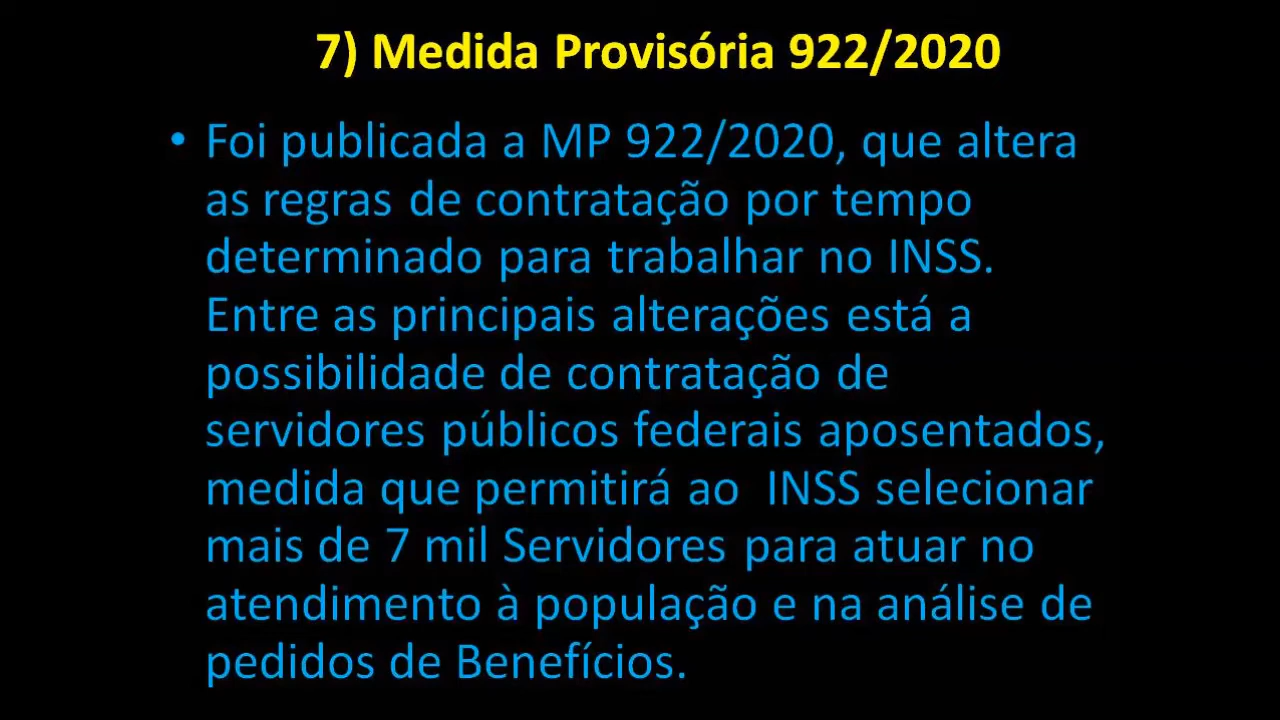 7) Medida Provisória 922/2020
• Foi publicada a MP 922/2020, que altera
as regras de contratação por tempo
determinado para trabalhar no INSS.
Entre as principais alterações está a
possibilidade de contratação de
servidores públicos federais aposentados,
medida que permitirá ao  INSS selecionar
mais de 7 mil Servidores para atuar no
atendimento à população e na análise de
pedidos de Benefícios.